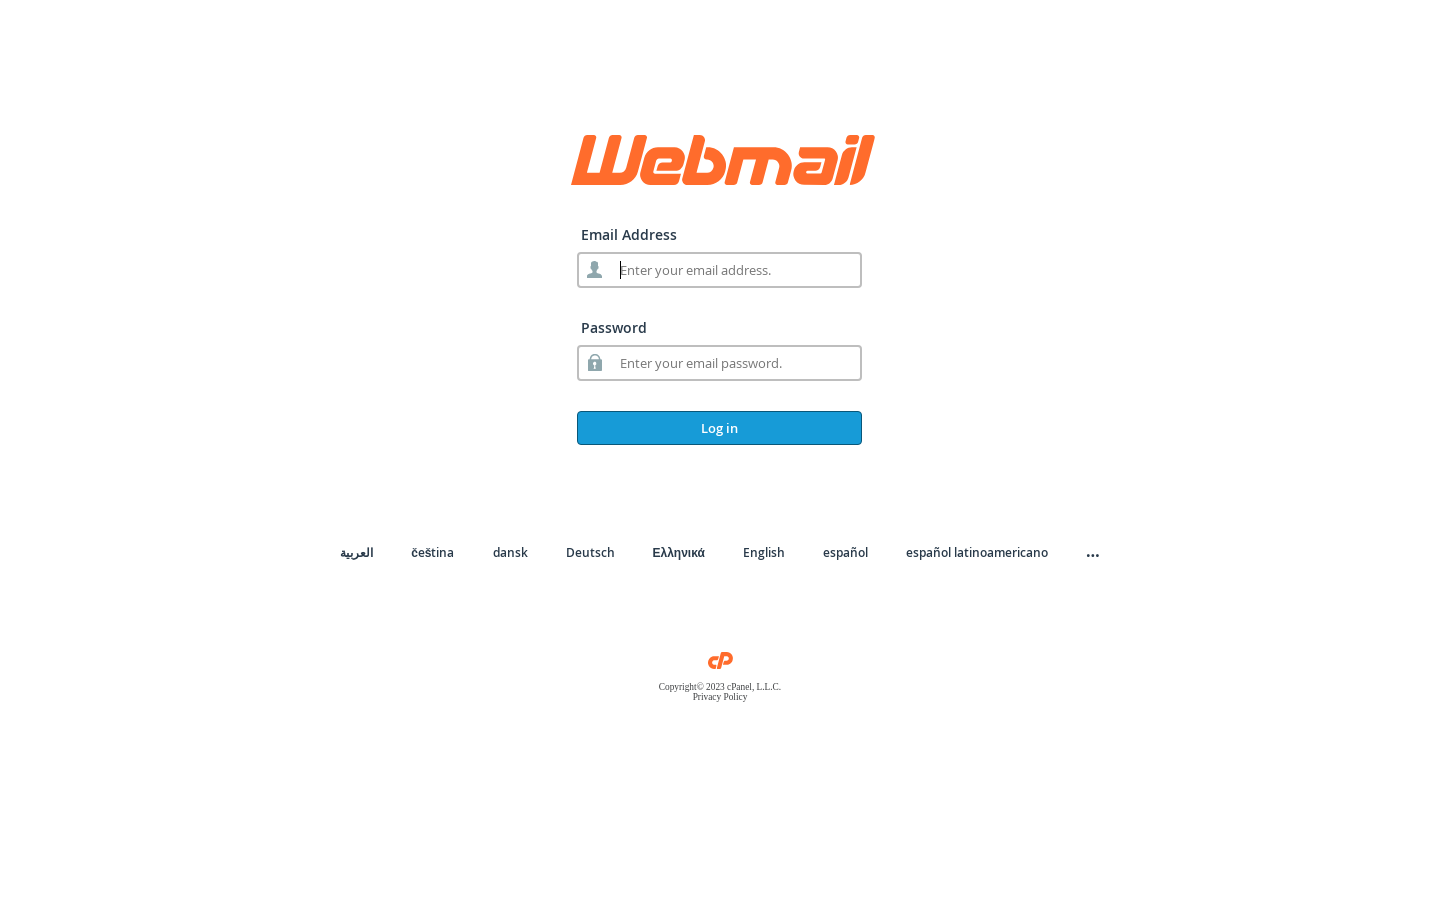 Webmail
Email Address
Enter your email address.
Password
Enter your email password.
Log in
العربية čeština dansk Deutsch Ελληνικά English español español latinoamericano ...
cP
Copyright© 2023 cPanel, L.L.C.
Privacy Policy